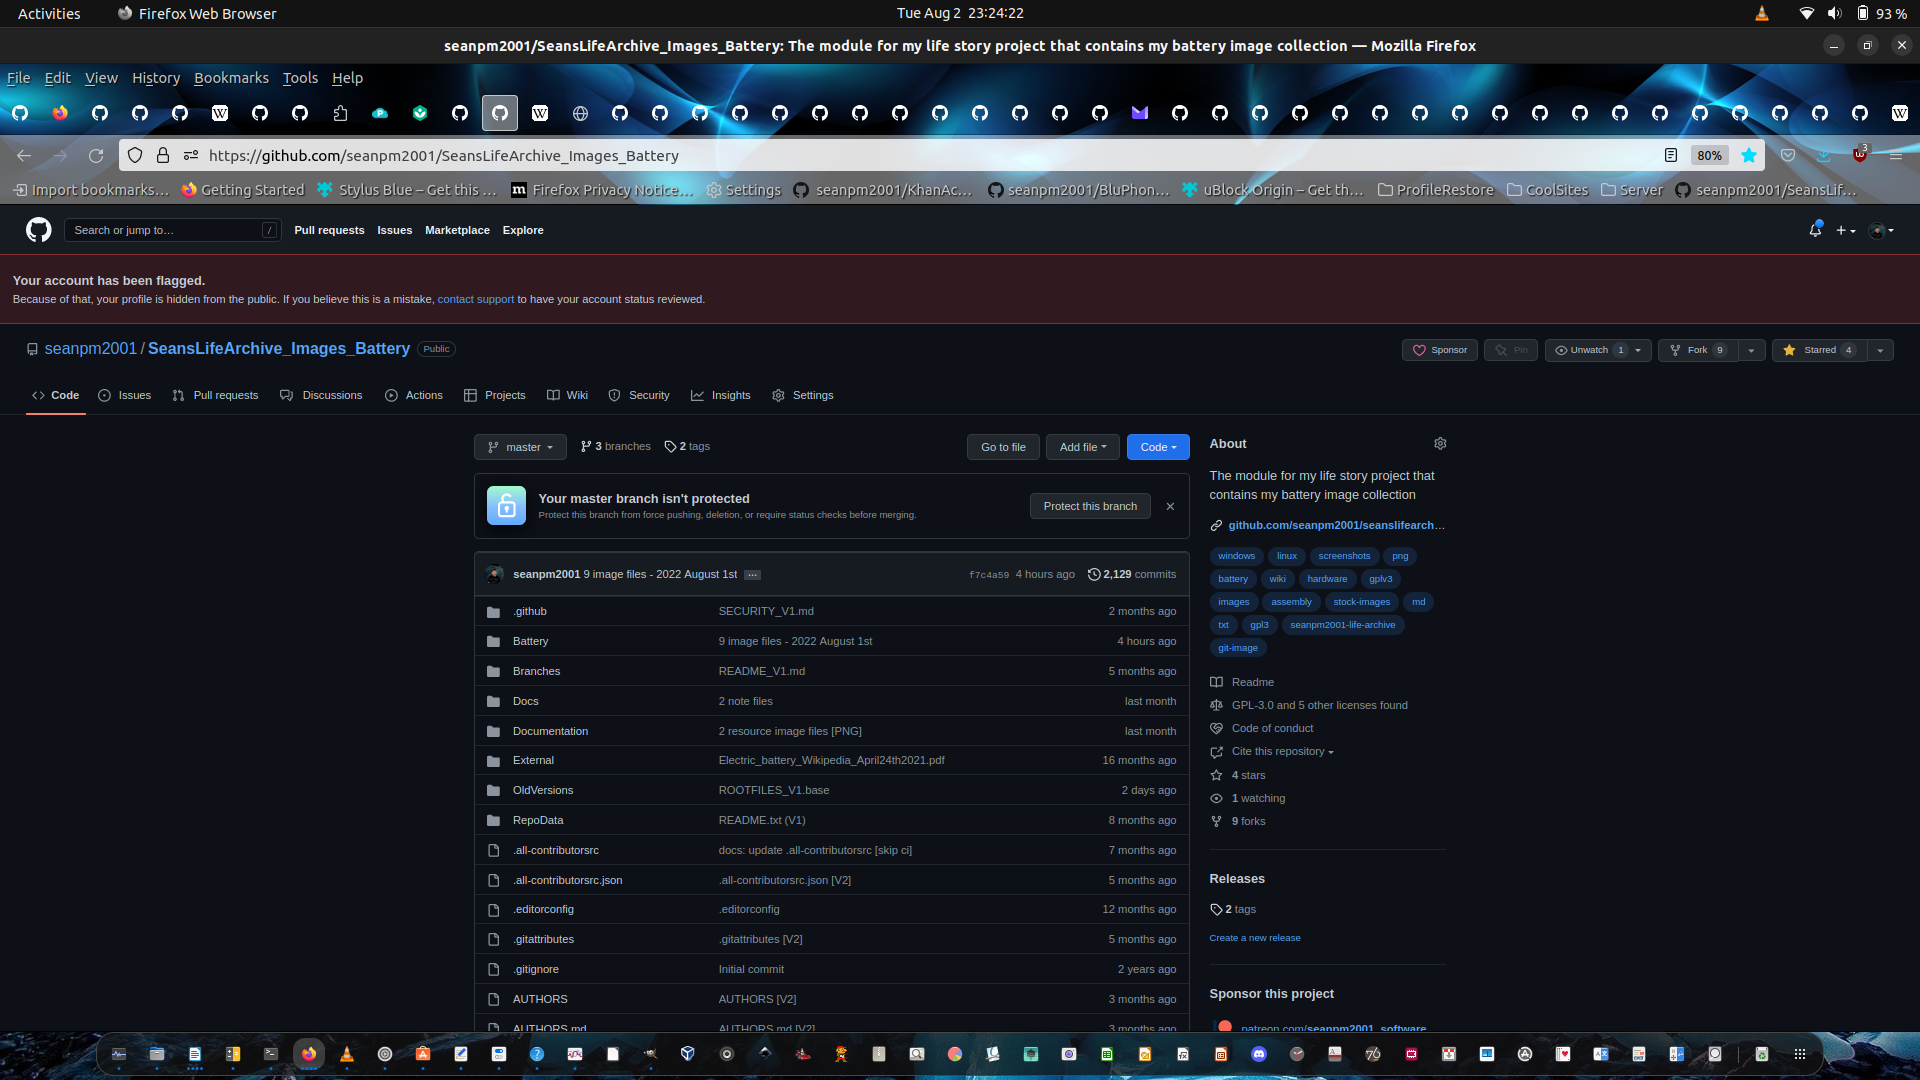 Activities Firefox Web Browser Tue Aug 2 23:24:22 93 %
seanpm2001/SeansLifeArchive_Images_Battery: The module for my life story project that contains my battery image collection — Mozilla Firefox
File Edit View History Bookmarks Tools Help
https://github.com/seanpm2001/SeansLifeArchive_Images_Battery 80% 3
Import bookmarks... Getting Started Stylus Blue – Get this ... Firefox Privacy Notice... Settings seanpm2001/KhanAc... seanpm2001/BluPhon... uBlock Origin – Get th... ProfileRestore CoolSites Server seanpm2001/SeansLif...
Search or jump to... / Pull requests Issues Marketplace Explore
Your account has been flagged.
Because of that, your profile is hidden from the public. If you believe this is a mistake, contact support to have your account status reviewed.
seanpm2001 / SeansLifeArchive_Images_Battery Public Sponsor Pin Unwatch 1 Fork 9 Starred 4
Code Issues Pull requests Discussions Actions Projects Wiki Security Insights Settings
master 3 branches 2 tags Go to file Add file Code
Your master branch isn't protected
Protect this branch from force pushing, deletion, or require status checks before merging.
Protect this branch
seanpm2001 9 image files - 2022 August 1st ... f7c4a59 4 hours ago 2,129 commits
.github SECURITY_V1.md 2 months ago
Battery 9 image files - 2022 August 1st 4 hours ago
Branches README_V1.md 5 months ago
Docs 2 note files last month
Documentation 2 resource image files [PNG] last month
External Electric_battery_Wikipedia_April24th2021.pdf 16 months ago
OldVersions ROOTFILES_V1.base 2 days ago
RepoData README.txt (V1) 8 months ago
.all-contributorsrc docs: update .all-contributorsrc [skip ci] 7 months ago
.all-contributorsrc.json .all-contributorsrc.json [V2] 5 months ago
.editorconfig .editorconfig 12 months ago
.gitattributes .gitattributes [V2] 5 months ago
.gitignore Initial commit 2 years ago
AUTHORS AUTHORS [V2] 3 months ago
AUTHORS.md AUTHORS.md [V2] 3 months ago
About
The module for my life story project that
contains my battery image collection
github.com/seanpm2001/seanslifearch...
windows linux screenshots png
battery wiki hardware gplv3
images assembly stock-images md
txt gpl3 seanpm2001-life-archive
git-image
Readme
GPL-3.0 and 5 other licenses found
Code of conduct
Cite this repository
4 stars
1 watching
9 forks
Releases
2 tags
Create a new release
Sponsor this project
patreon.com/seanpm2001_software